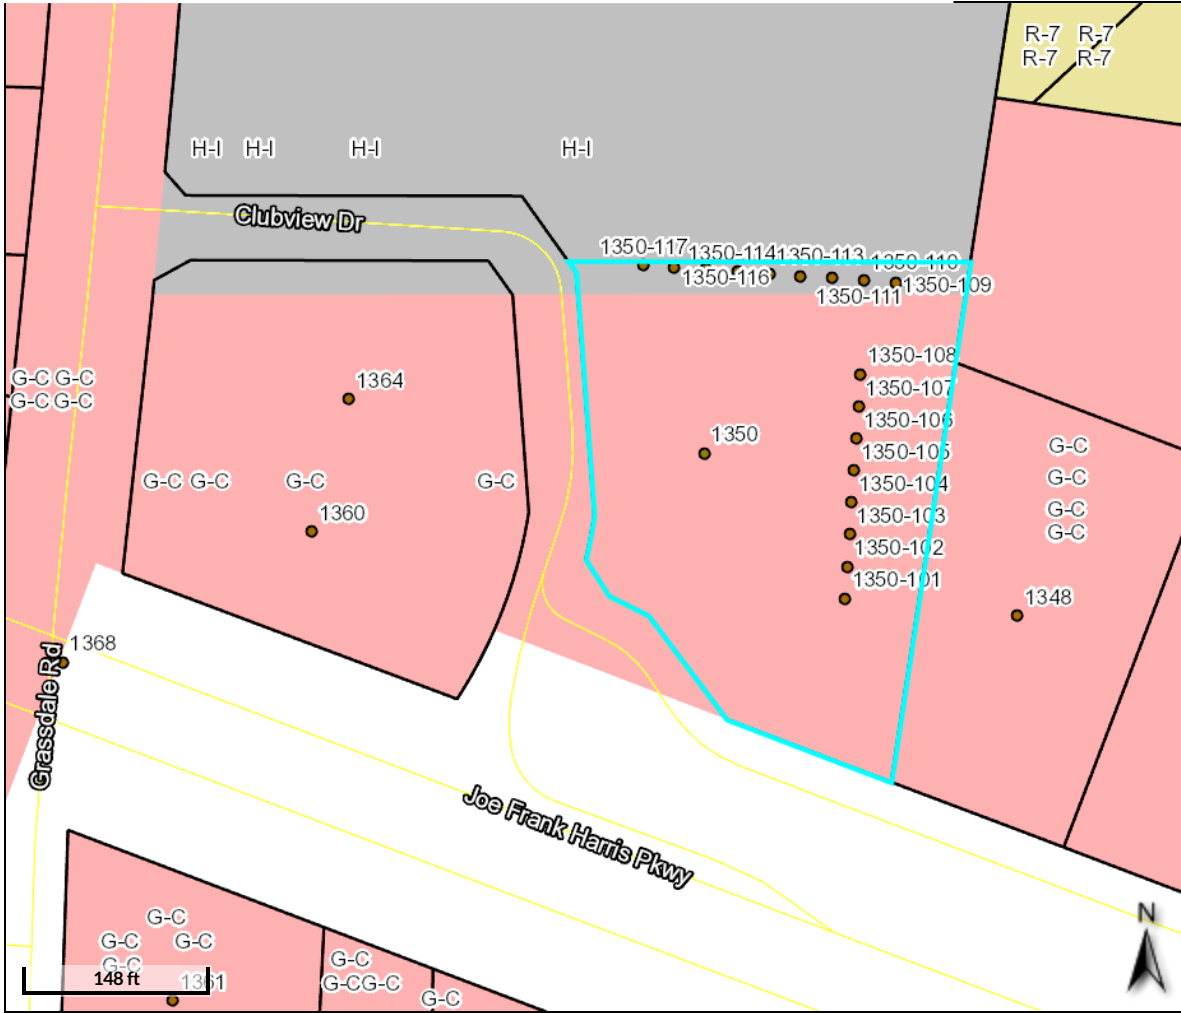 R-7 R-7
R-7 R-7
H-I H-I H-I H-I
Clubview Dr
1350-117 1350-114 1350-113 1350-110
1350-116 1350-109
1350-111
1350-108
G-C G-C 1364 1350-107
G-C G-C
1350-106
1350 G-C
1350-105
G-C G-C G-C G-C G-C
1350-104
1360 1350-103 G-C
G-C
1350-102
1350-101
1348
1368
Grassdale Rd
Joe Frank Harris Pkwy
N
G-C
G-C G-C
G-C G-C
148 ft 1361 G-C G-C
G-C